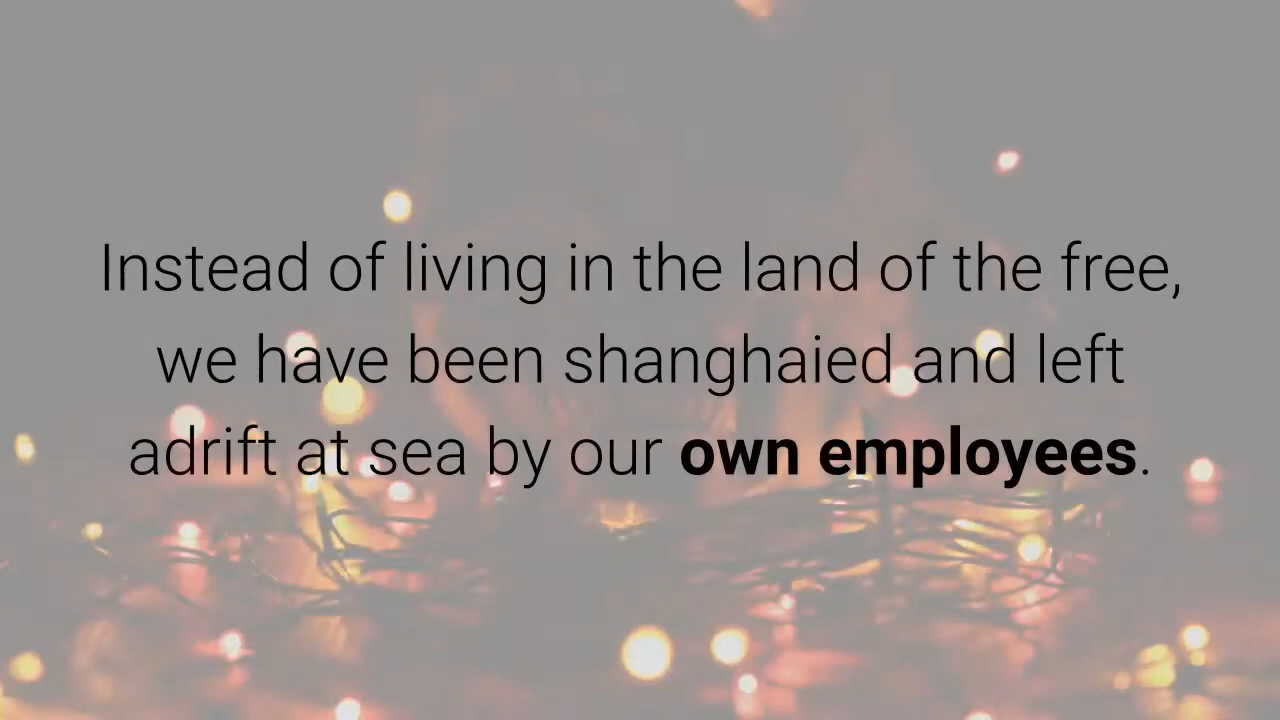 Instead of living in the land of the free,
we have been shanghaied and left
adrift at sea by our own employees.